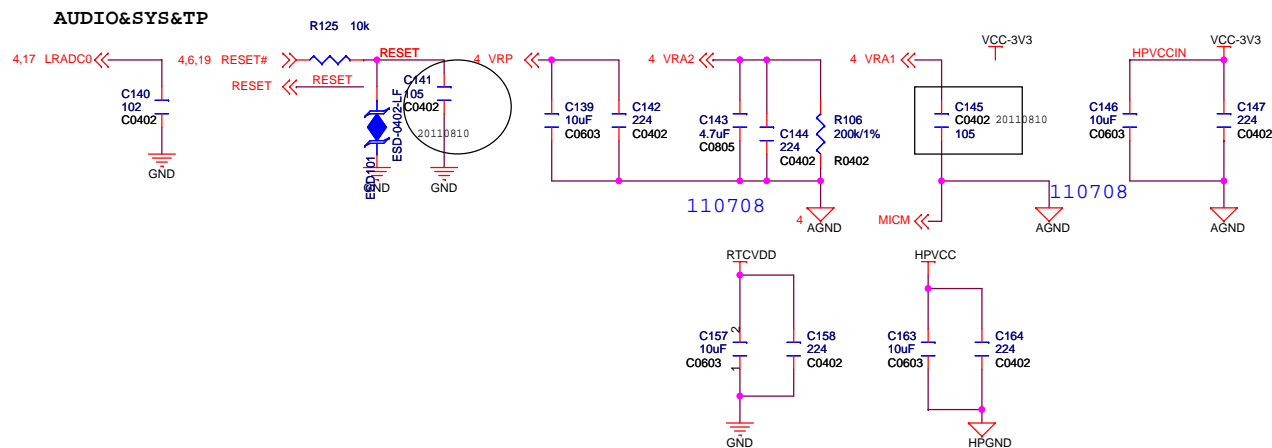 AUDIO&SYS&TP
R125 10k
4,17 LRADC0
4,6,19 RESET#
RESET
RESET
RESET
C140
102
C0402
GND
ESD101
ESD-0402-LF
GND
C141
105
C0402
20110810
GND
4 VRP
C139
10uF
C0603
C142
224
C0402
4 VRA2
C143
4.7uF
C0805
C144
224
C0402
R106
200k/1%
R0402
110708
AGND
4 VRA1
VCC-3V3
C145
C0402
105
20110810
4 MICM
AGND
110708
HPVCCIN
VCC-3V3
C146
10uF
C0603
C147
224
C0402
AGND
RTCVDD
C157
10uF
C0603
2
1
C158
224
C0402
GND
HPVCC
C163
10uF
C0603
C164
224
C0402
HPGND